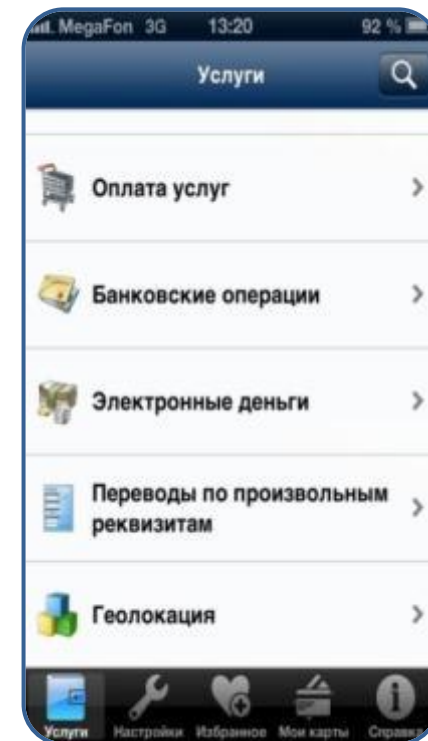 MegaFon 3G 13:20 92 %
Услуги
Оплата услуг
Банковские операции
Электронные деньги
Переводы по произвольным
реквизитам
Геолокация
Услуги Настройки Избранное Мои карты Справка